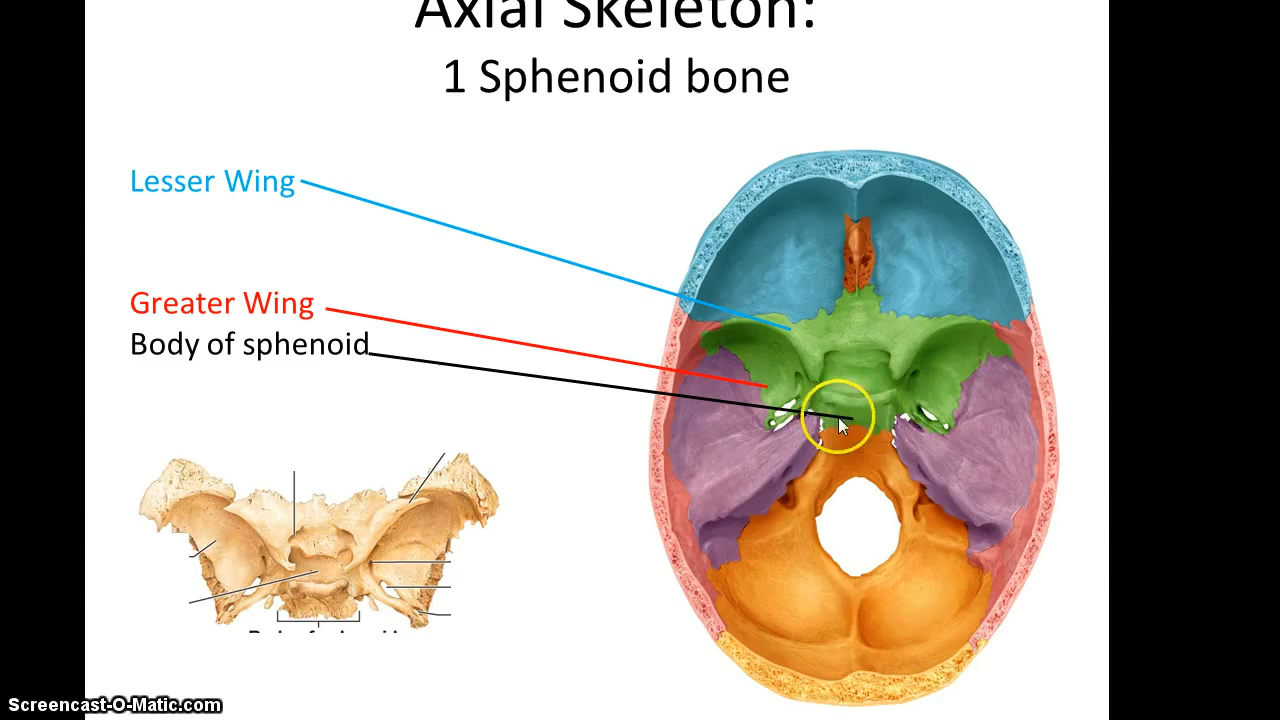 Axial Skeleton:
1 Sphenoid bone
Lesser Wing
Greater Wing
Body of sphenoid
Screencast-O-Matic.com